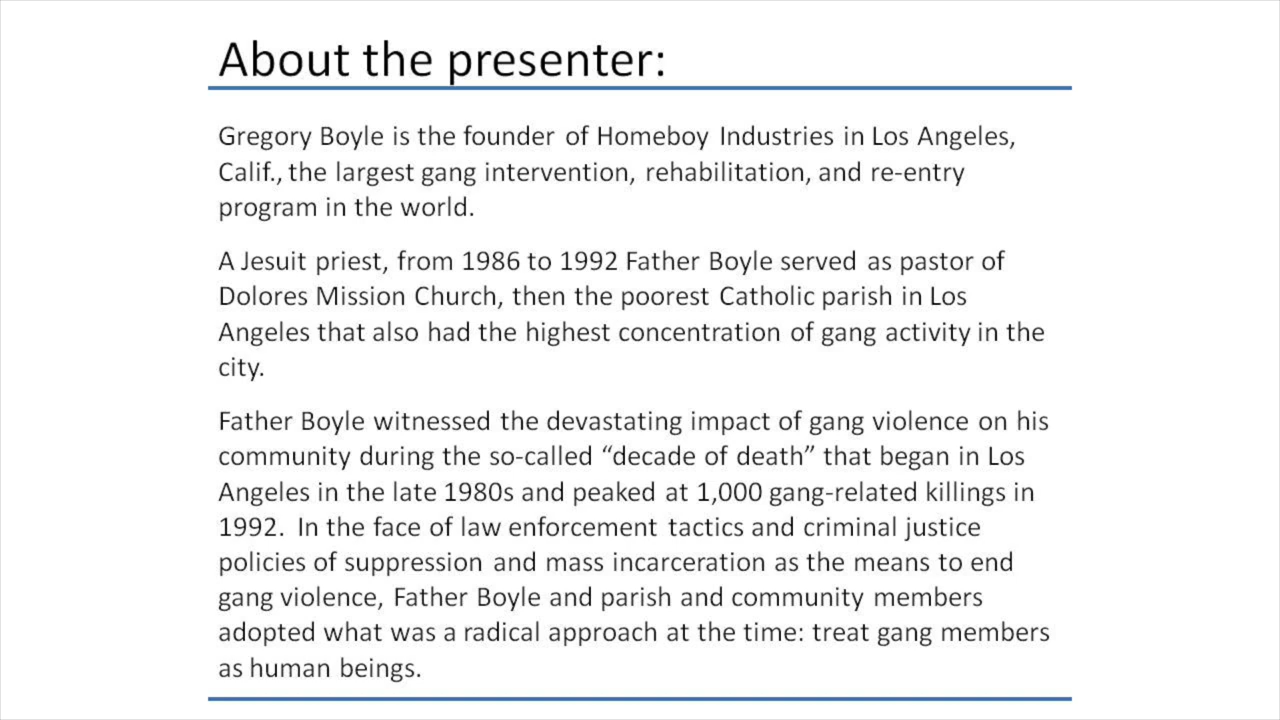 About the presenter:
Gregory Boyle is the founder of Homeboy Industries in Los Angeles,
Calif., the largest gang intervention, rehabilitation, and re-entry
program in the world.
A Jesuit priest, from 1986 to 1992 Father Boyle served as pastor of
Dolores Mission Church, then the poorest Catholic parish in Los
Angeles that also had the highest concentration of gang activity in the
city.
Father Boyle witnessed the devastating impact of gang violence on his
community during the so-called “decade of death” that began in Los
Angeles in the late 1980s and peaked at 1,000 gang-related killings in
1992.  In the face of law enforcement tactics and criminal justice
policies of suppression and mass incarceration as the means to end
gang violence, Father Boyle and parish and community members
adopted what was a radical approach at the time: treat gang members
as human beings.